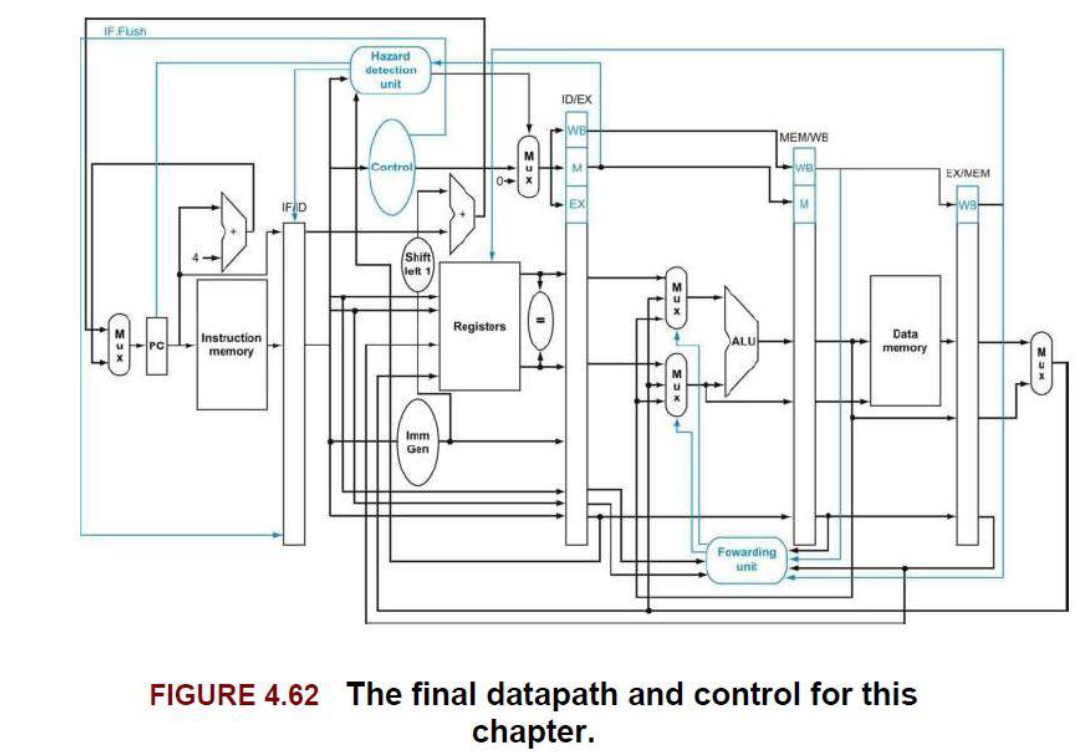 IF.Flush
Hazard
detection
unit
ID/EX
WB
M
EX
Control
M
u
x
0
MEM/WB
WB
M
EX/MEM
WB
IF/ID
+
4
+
Shift
left 1
M
u
x
PC
Instruction
memory
Registers
=
M
u
x
M
u
x
ALU
Data
memory
M
u
x
Imm
Gen
Fowarding
unit
FIGURE 4.62 The final datapath and control for this
chapter.